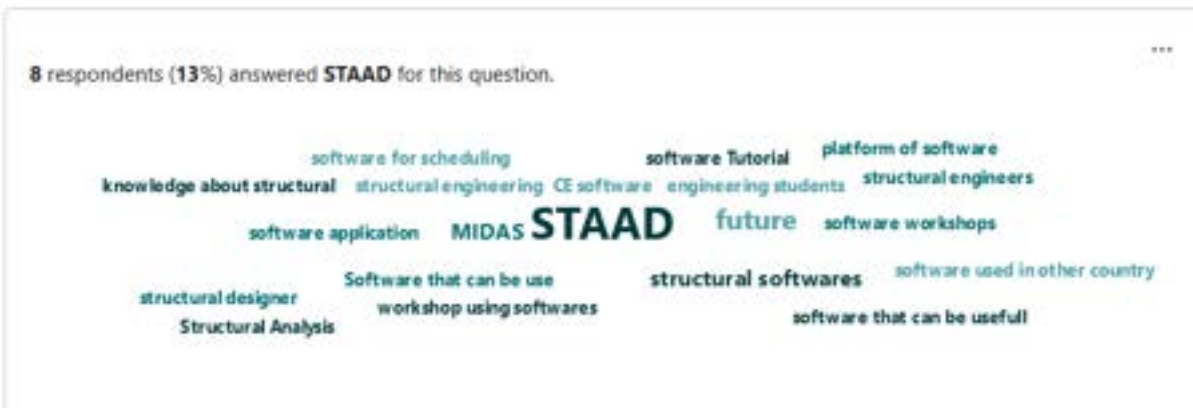 ...
8 respondents (13%) answered STAAD for this question.
software for scheduling software Tutorial platform of software
knowledge about structural structural engineering CE software engineering students structural engineers
software application MIDAS STAAD future software workshops
Software that can be use structural softwares software used in other country
structural designer workshop using softwares software that can be usefull
Structural Analysis